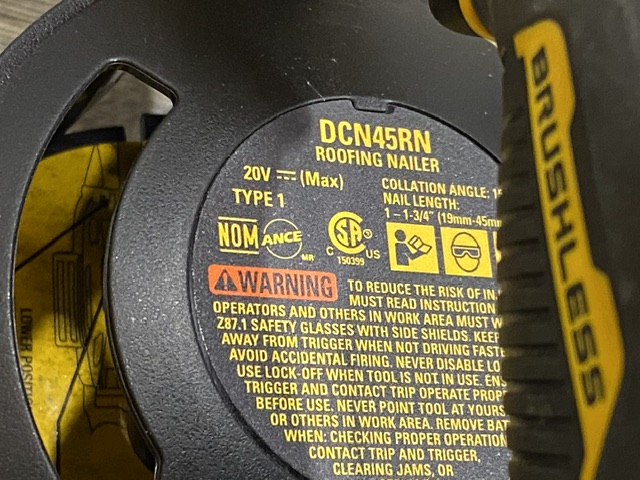 DCN45RN
ROOFING NAILER
20V ⎓ (Max)
TYPE 1
COLLATION ANGLE:
NAIL LENGTH:
1 – 1-3/4" (19mm-45mm
NOM ANCE MR
SA
C US
150399
WARNING
TO REDUCE THE RISK OF
MUST READ INSTRUCTION
OPERATORS AND OTHERS IN WORK AREA MUST
Z87.1 SAFETY GLASSES WITH SIDE SHIELDS. KEEP
AWAY FROM TRIGGER WHEN NOT DRIVING
AVOID ACCIDENTAL FIRING. NEVER DISABLE
USE LOCK-OFF WHEN TOOL IS NOT IN USE.
TRIGGER AND CONTACT TRIP OPERATE
BEFORE USE. NEVER POINT TOOL AT
OR OTHERS IN WORK AREA. REMOVE
WHEN: CHECKING PROPER OPERATION
CONTACT TRIP AND TRIGGER,
CLEARING JAMS, OR
BRUSHLESS
LOWER